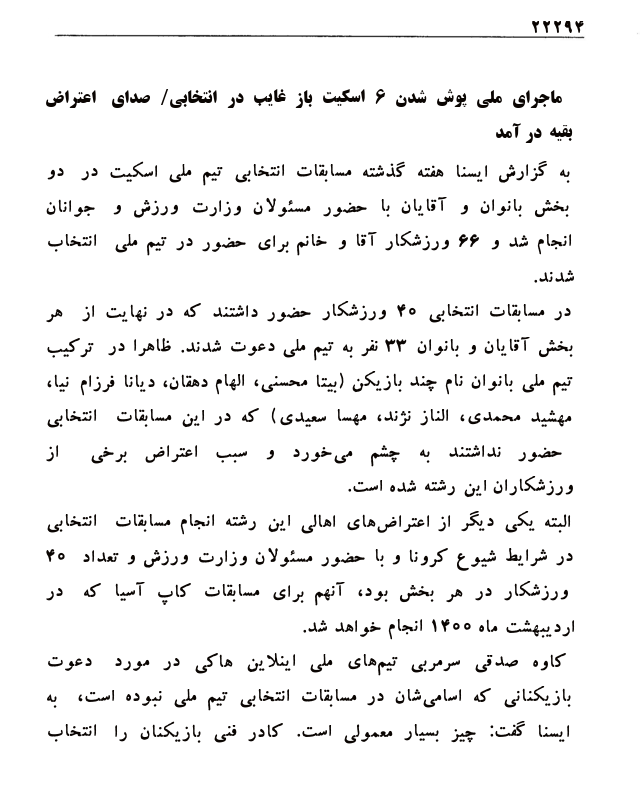 ۲۲۲۹۴
ماجرای ملی پوش شدن ۶ اسکیت باز غایب در انتخابی/ صدای اعتراض
بقیه در آمد
به گزارش ایسنا هفته گذشته مسابقات انتخابی تیم ملی اسکیت در دو
بخش بانوان و آقایان با حضور مسئولان وزارت ورزش و جوانان
انجام شد و ۶۶ ورزشکار آقا و خانم برای حضور در تیم ملی انتخاب
شدند.
در مسابقات انتخابی ۴۰ ورزشکار حضور داشتند که در نهایت از هر
بخش آقایان و بانوان ۳۳ نفر به تیم ملی دعوت شدند. ظاهرا در ترکیب
تیم ملی بانوان نام چند بازیکن (بیتا محسنی، الهام دهقان، دیانا فرزام نیا،
مهشید محمدی، الناز نژند، مهسا سعیدی) که در این مسابقات انتخابی
حضور نداشتند به چشم می‌خورد و سبب اعتراض برخی از
ورزشکاران این رشته شده است.
البته یکی دیگر از اعتراض‌های اهالی این رشته انجام مسابقات انتخابی
در شرایط شیوع کرونا و با حضور مسئولان وزارت ورزش و تعداد ۴۰
ورزشکار در هر بخش بود، آنهم برای مسابقات کاپ آسیا که در
اردیبهشت ماه ۱۴۰۰ انجام خواهد شد.
کاوه صدقی سرمربی تیم‌های ملی اینلاین هاکی در مورد دعوت
بازیکنانی که اسامی‌شان در مسابقات انتخابی تیم ملی نبوده است، به
ایسنا گفت: چیز بسیار معمولی است. کادر فنی بازیکنان را انتخاب